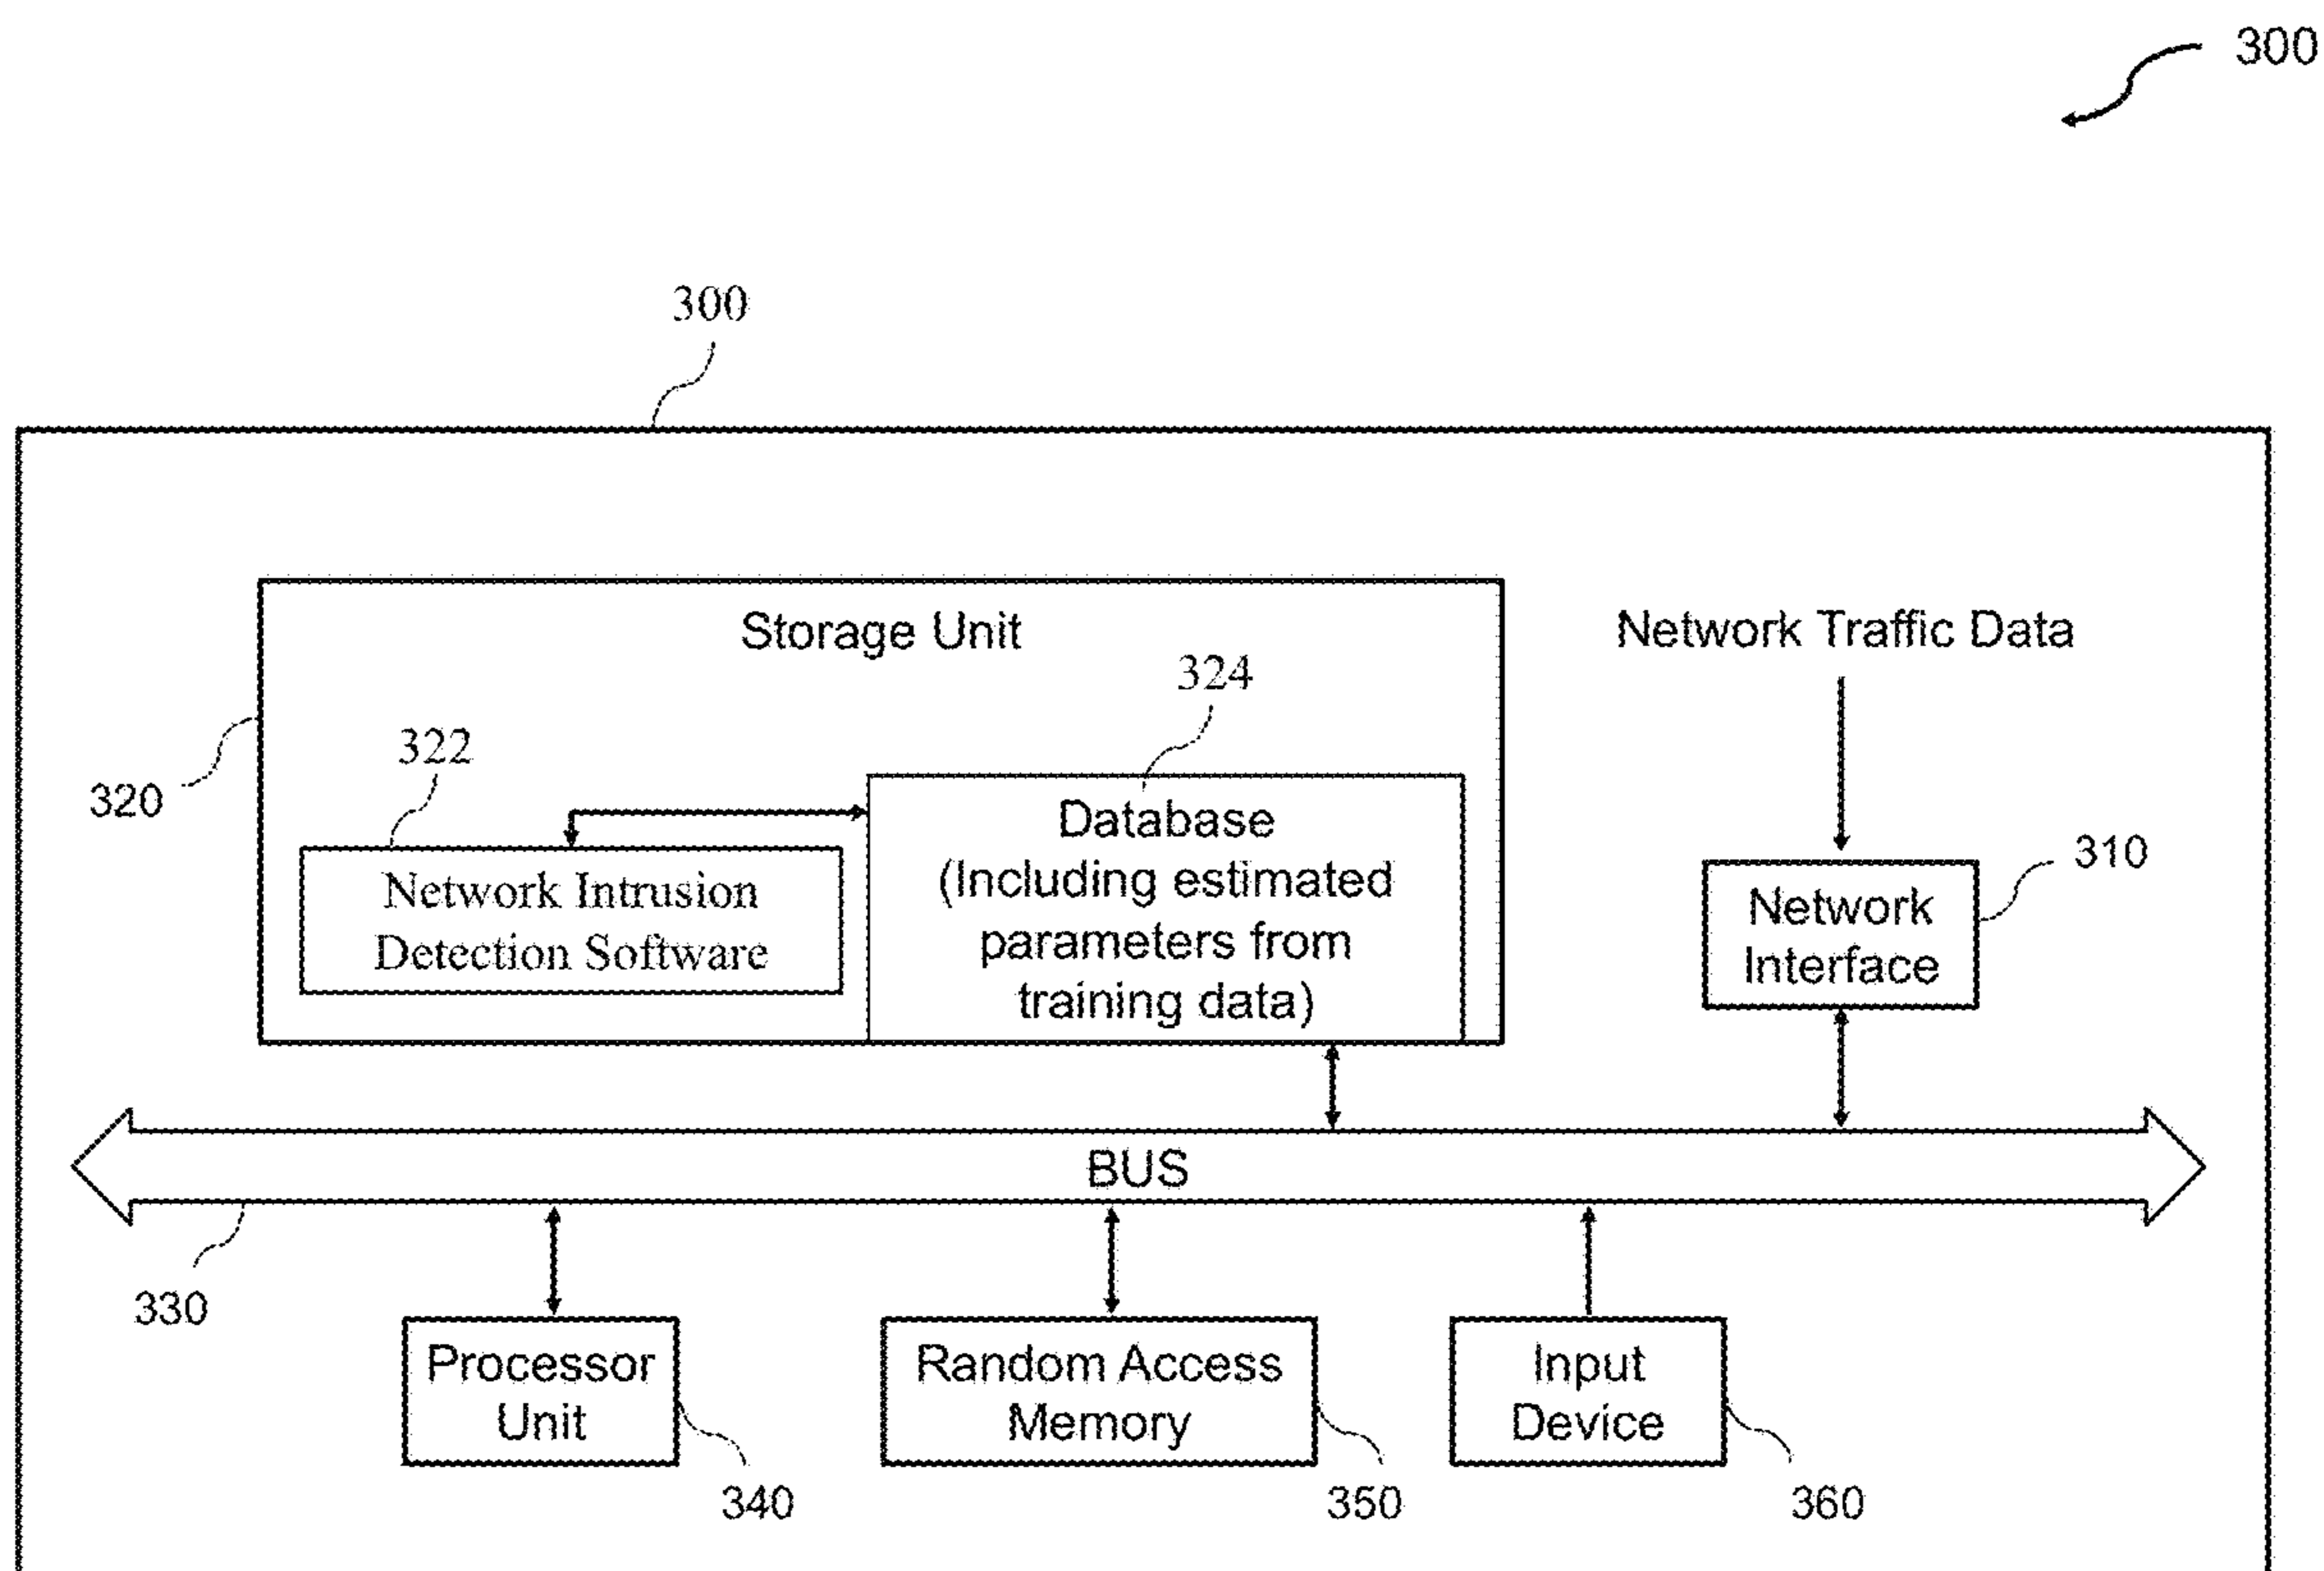 300
300
Storage Unit
Network Traffic Data
324
322
320
Database
(Including estimated
parameters from
training data)
Network Intrusion
Detection Software
310
Network
Interface
BUS
330
Processor
Unit
Random Access
Memory
Input
Device
340
350
360